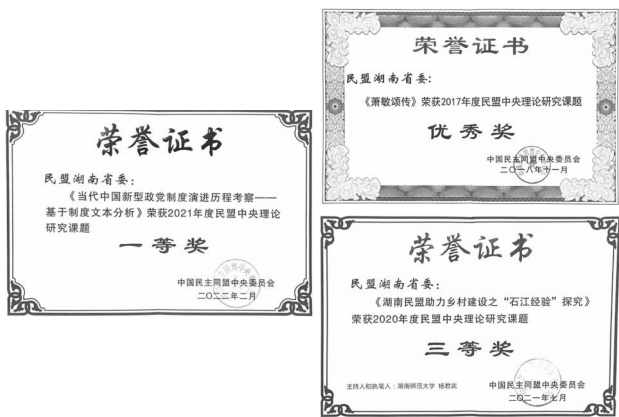 荣誉证书
民盟湖南省委：
《当代中国新型政党制度演进历程考察——
基于制度文本分析》荣获2021年度民盟中央理论
研究课题
一等奖
中国民主同盟中央委员会
二〇二二年二月
荣誉证书
民盟湖南省委：
《萧敏颂传》荣获2017年度民盟中央理论研究课题
优秀奖
中国民主同盟中央委员会
二〇一八年十一月
荣誉证书
民盟湖南省委：
《湖南民盟助力乡村建设之“石江经验”探究》
荣获2020年度民盟中央理论研究课题
三等奖
主持人和执笔人：湖南师范大学 杨君武
中国民主同盟中央委员会
二〇二一年七月